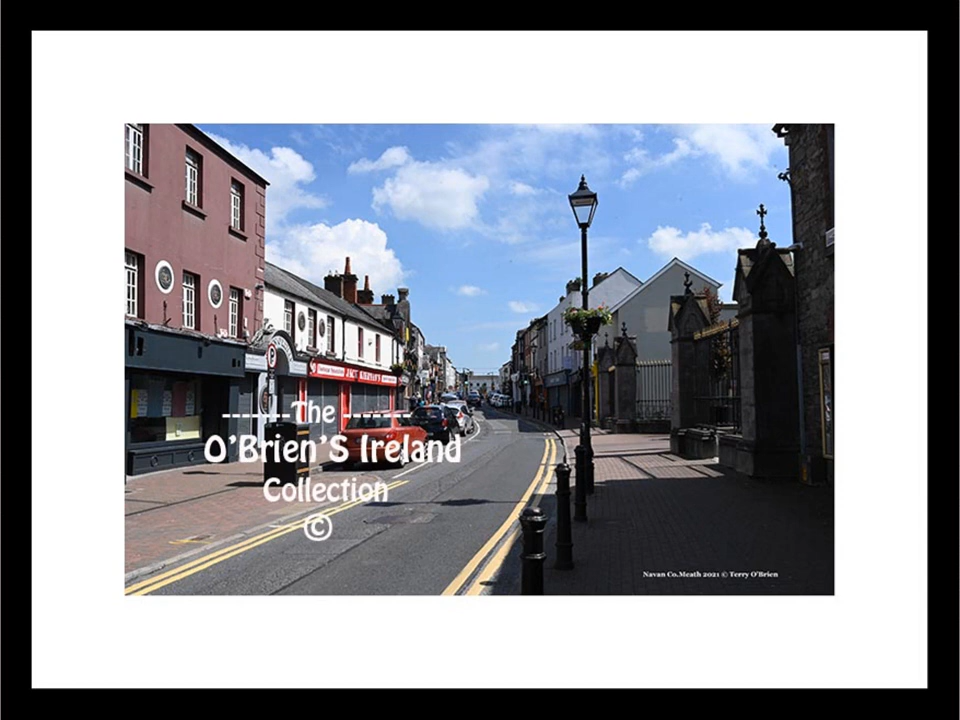 -------The -------
O'Brien'S Ireland
Collection
©
Navan Co.Meath 2021 © Terry O'Brien